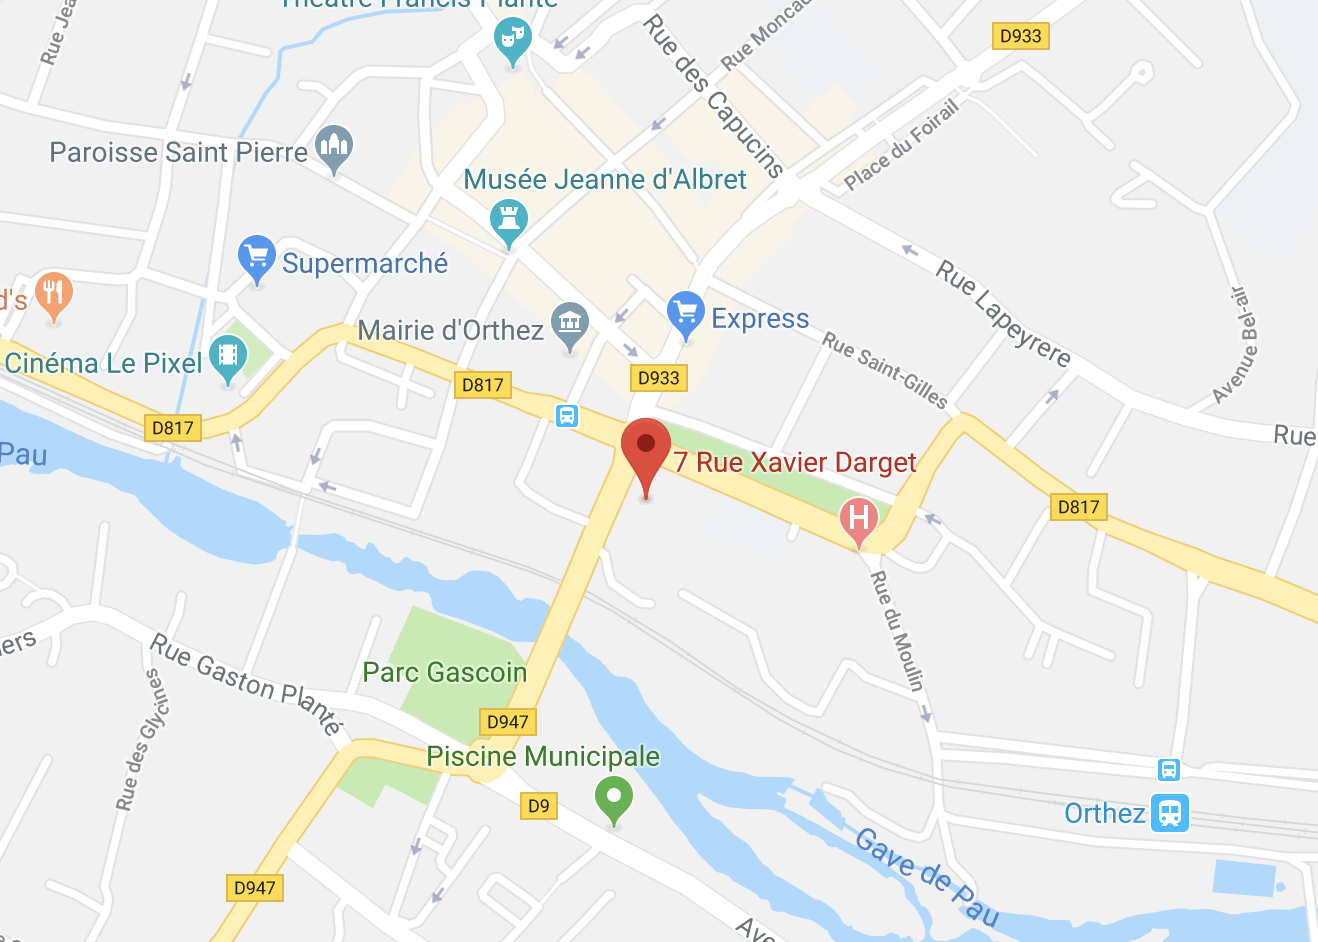 Théâtre Francis Planté
Rue Jea
Rue Moncad
D933
Rue des Capucins
Place du Foirail
Paroisse Saint Pierre
Musée Jeanne d'Albret
Supermarché
Rue Lapeyrere
Avenue Bel-air
d's
Mairie d'Orthez
Express
Rue Saint-Gilles
Cinéma Le Pixel
D817
D933
D817
Rue
Pau
7 Rue Xavier Darget
H
D817
Rue du Moulin
iers
Rue Gaston Planté
Rue des Glycines
Parc Gascoin
D947
Piscine Municipale
D9
Orthez
Gave de Pau
D947
Ave